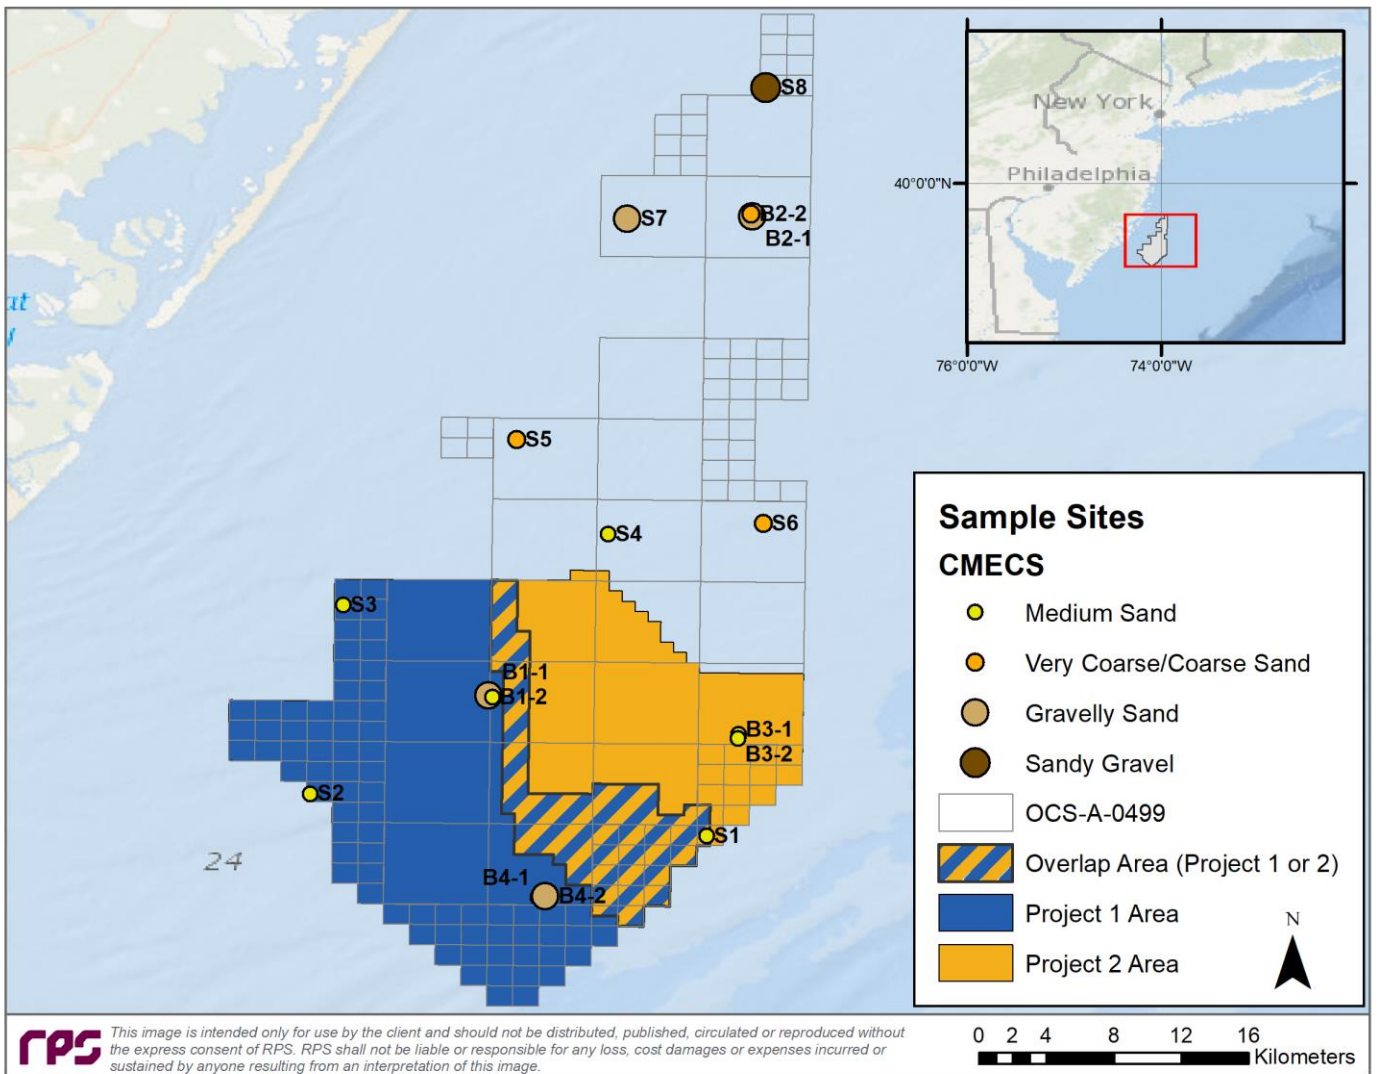 S8
New York
Philadelphia
40°0'0"N
76°0'0"W
74°0'0"W
S7
B2-2
B2-1
S5
S4
S6
S3
B1-1
B1-2
B3-1
B3-2
S2
S1
24
B4-1
B4-2
Sample Sites
CMECS
Medium Sand
Very Coarse/Coarse Sand
Gravelly Sand
Sandy Gravel
OCS-A-0499
Overlap Area (Project 1 or 2)
Project 1 Area
Project 2 Area
N
rps
This image is intended only for use by the client and should not be distributed, published, circulated or reproduced without
the express consent of RPS. RPS shall not be liable or responsible for any loss, cost damages or expenses incurred or
sustained by anyone resulting from an interpretation of this image.
0 2 4 8 12 16
Kilometers